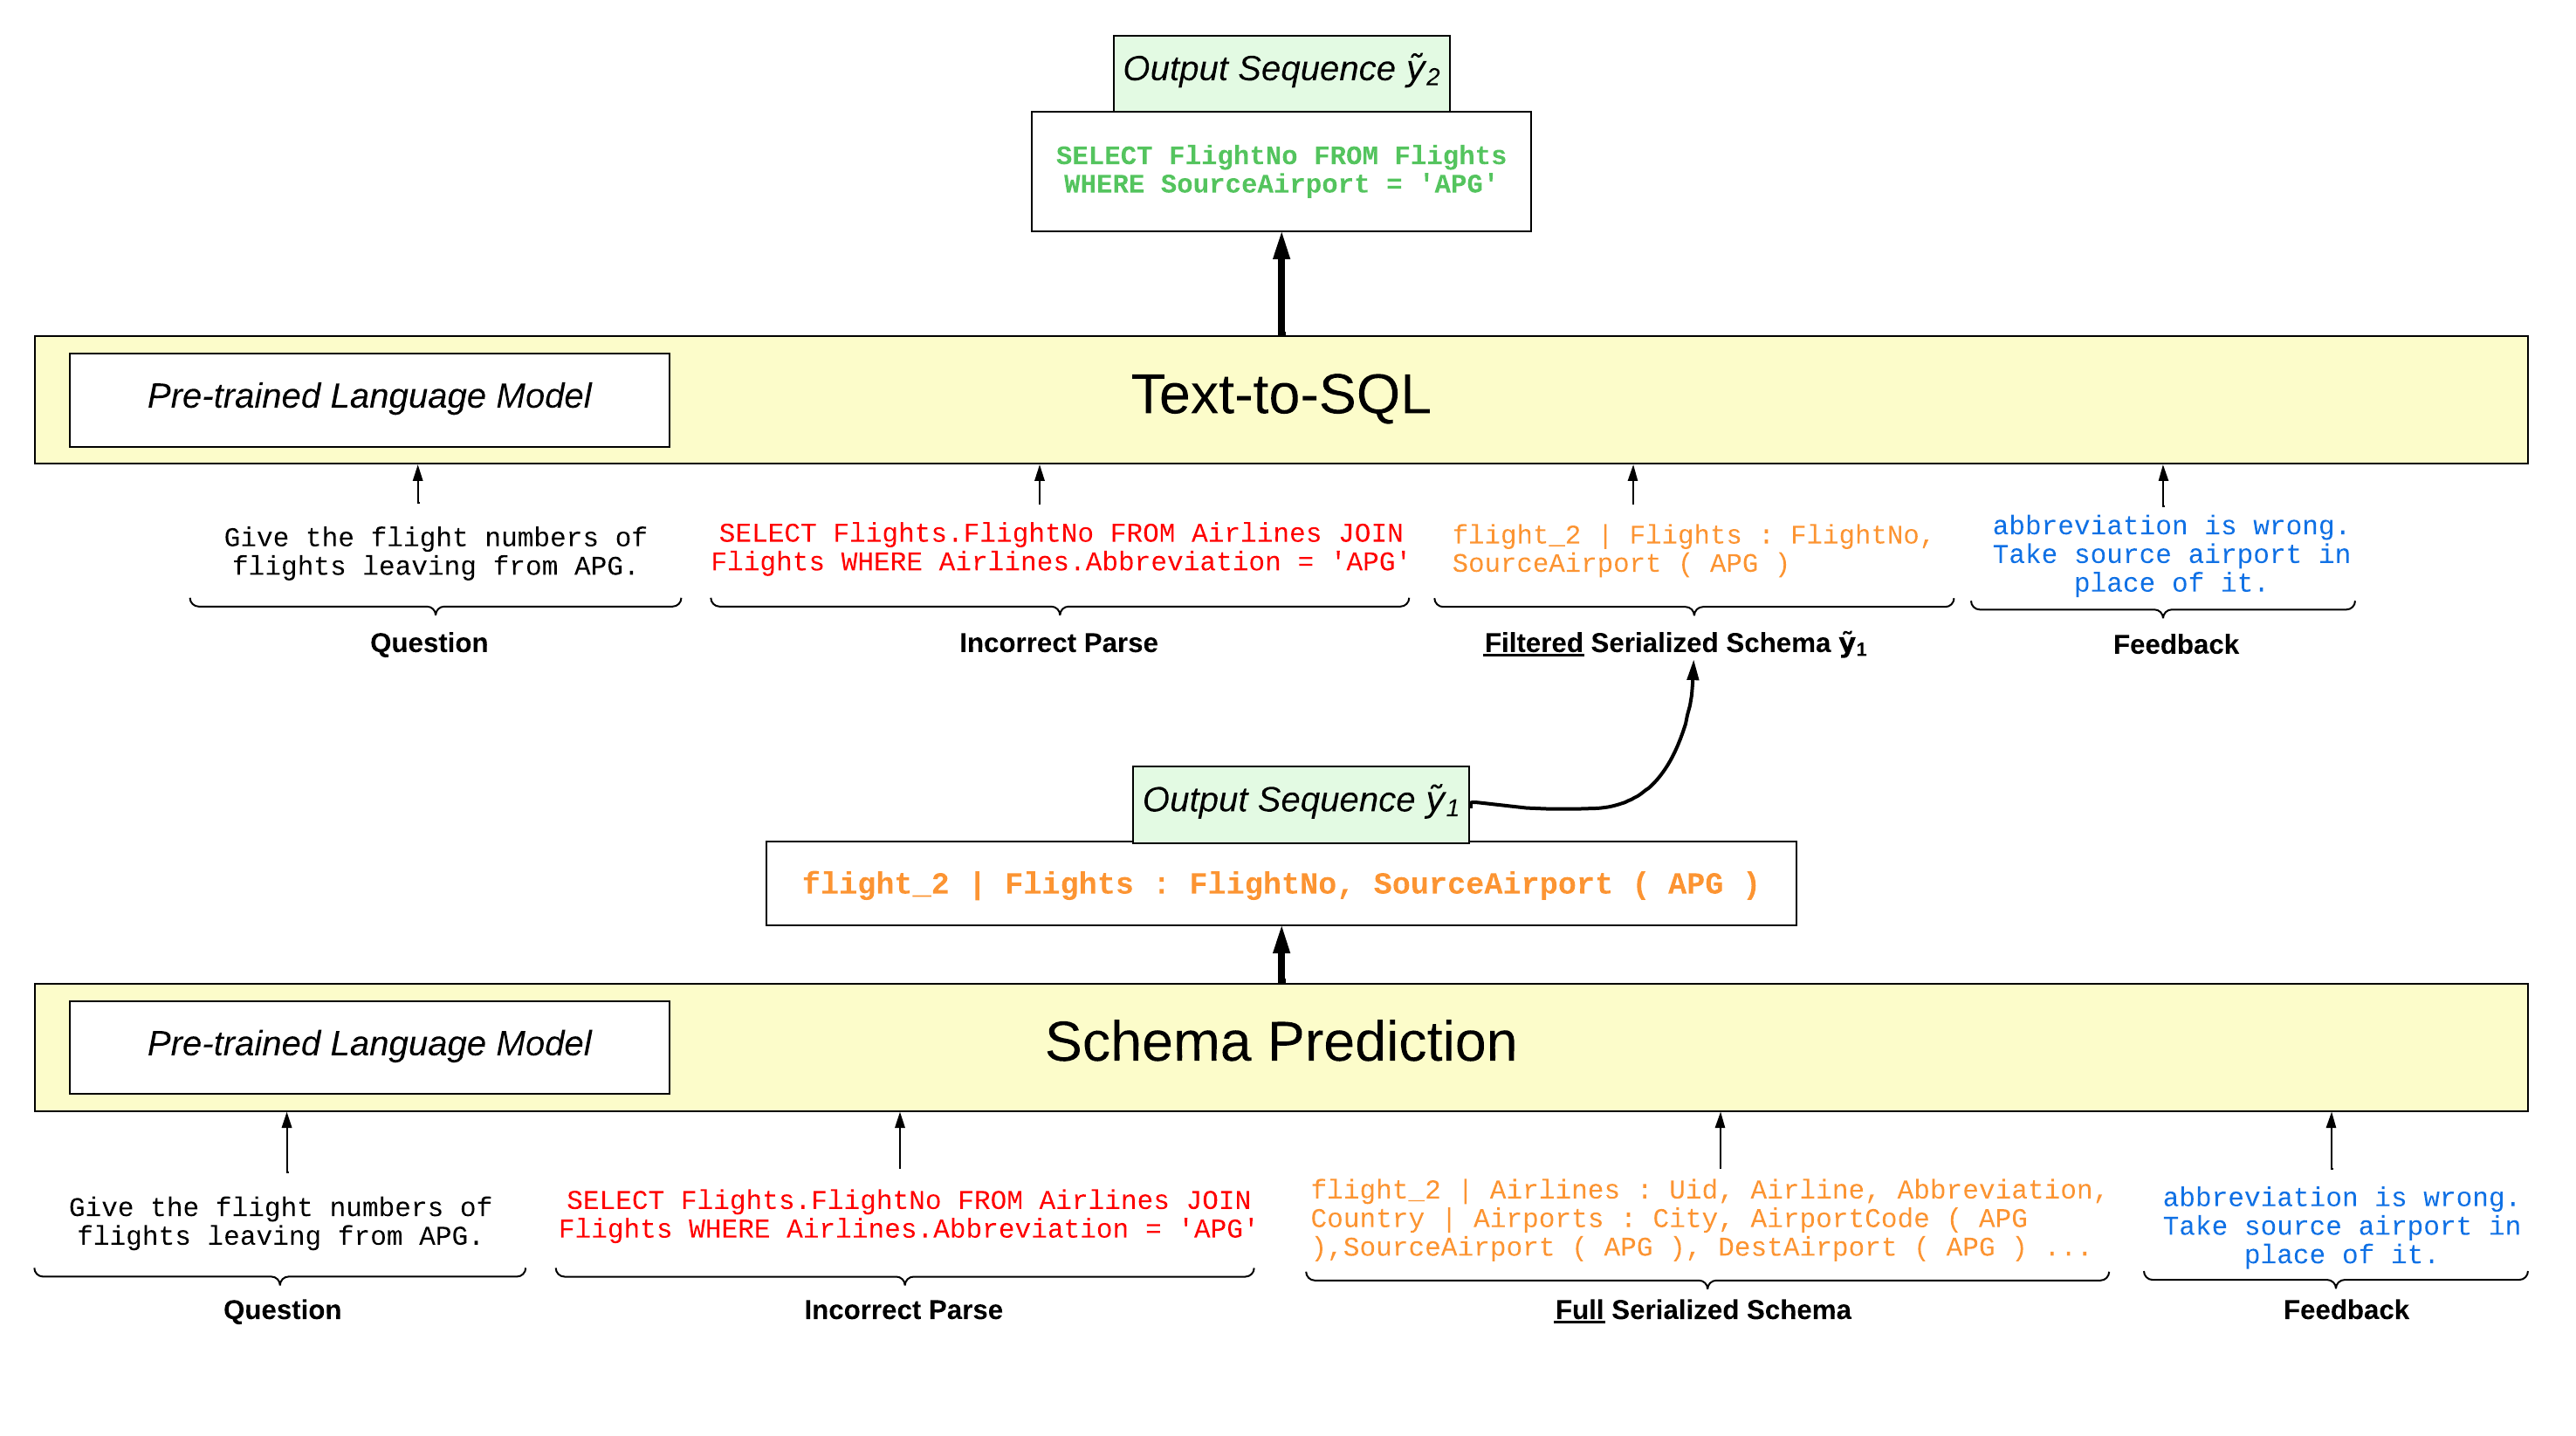 Output Sequence ỹ₂
SELECT FlightNo FROM Flights
WHERE SourceAirport = 'APG'
Pre-trained Language Model
Text-to-SQL
Give the flight numbers of
flights leaving from APG.
Question
SELECT Flights.FlightNo FROM Airlines JOIN
Flights WHERE Airlines.Abbreviation = 'APG'
Incorrect Parse
flight_2 | Flights : FlightNo,
SourceAirport ( APG )
Filtered Serialized Schema ỹ₁
abbreviation is wrong.
Take source airport in
place of it.
Feedback
Output Sequence ỹ₁
flight_2 | Flights : FlightNo, SourceAirport ( APG )
Pre-trained Language Model
Schema Prediction
Give the flight numbers of
flights leaving from APG.
Question
SELECT Flights.FlightNo FROM Airlines JOIN
Flights WHERE Airlines.Abbreviation = 'APG'
Incorrect Parse
flight_2 | Airlines : Uid, Airline, Abbreviation,
Country | Airports : City, AirportCode ( APG
),SourceAirport ( APG ), DestAirport ( APG ) ...
Full Serialized Schema
abbreviation is wrong.
Take source airport in
place of it.
Feedback